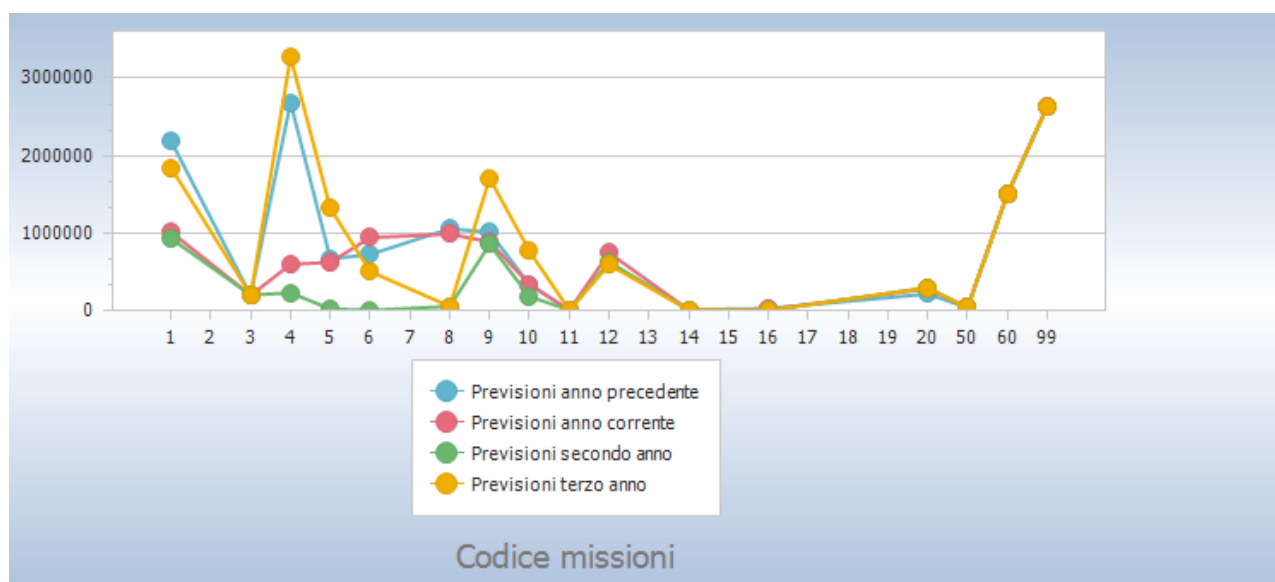 3000000
2000000
1000000
0
1 2 3 4 5 6 7 8 9 10 11 12 13 14 15 16 17 18 19 20 50 60 99
Previsioni anno precedente
Previsioni anno corrente
Previsioni secondo anno
Previsioni terzo anno
Codice missioni